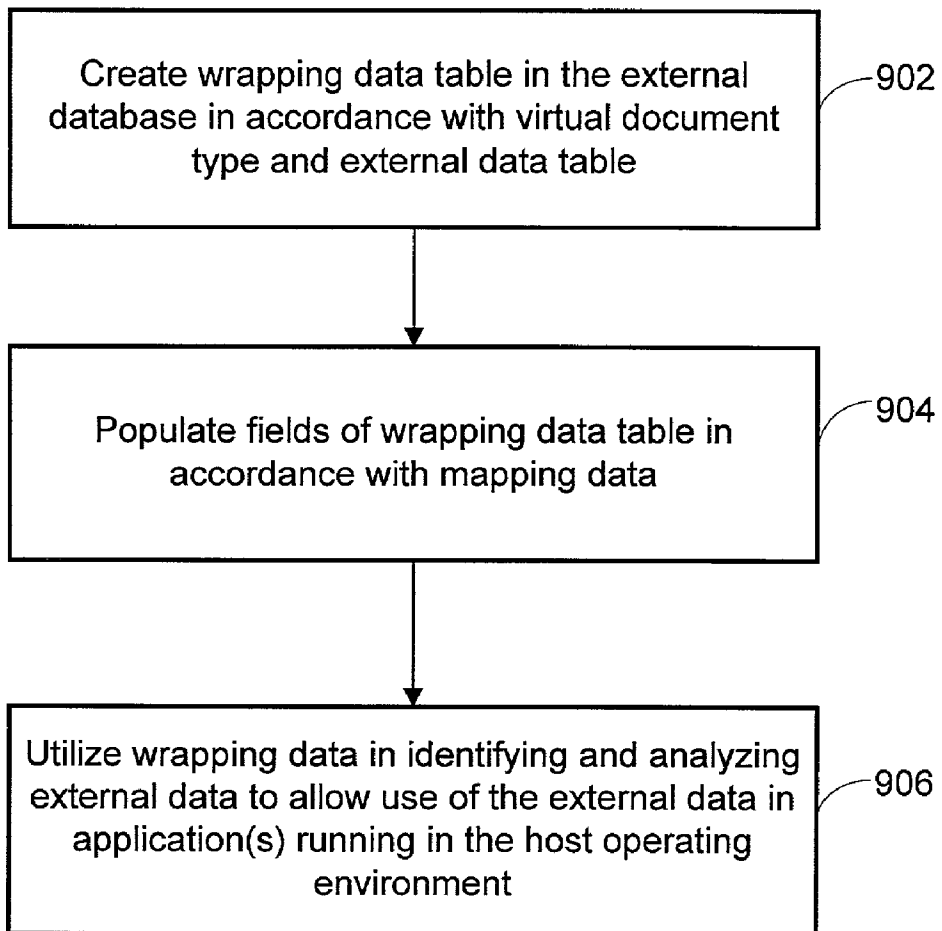 Create wrapping data table in the external
database in accordance with virtual document
type and external data table
902
Populate fields of wrapping data table in
accordance with mapping data
904
Utilize wrapping data in identifying and analyzing
external data to allow use of the external data in
application(s) running in the host operating
environment
906